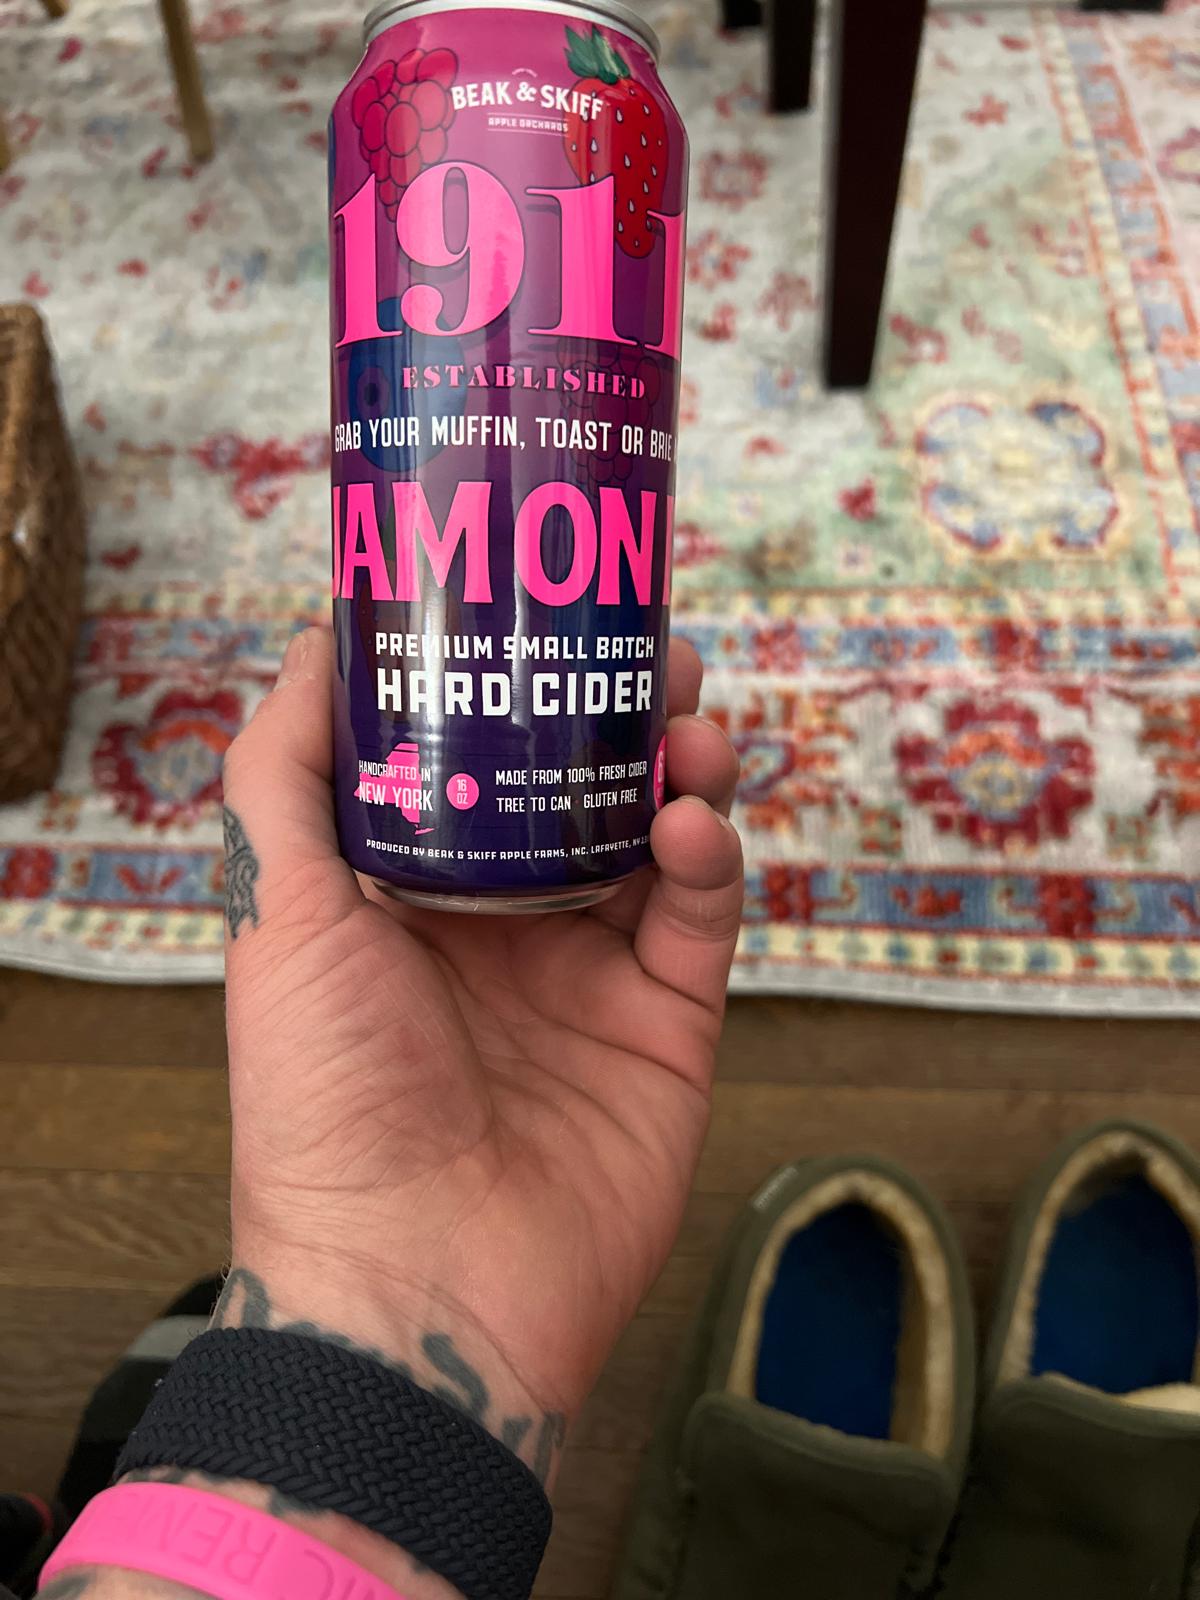 BEAK & SKIFF
APPLE ORCHARDS
1911
ESTABLISHED
GRAB YOUR MUFFIN, TOAST OR BRIE
JAM ON
PREMIUM SMALL BATCH
HARD CIDER
HANDCRAFTED IN
NEW YORK
16
OZ
MADE FROM 100% FRESH CIDER
TREE TO CAN · GLUTEN FREE
PRODUCED BY BEAK & SKIFF APPLE FARMS, INC. LAFAYETTE, NY